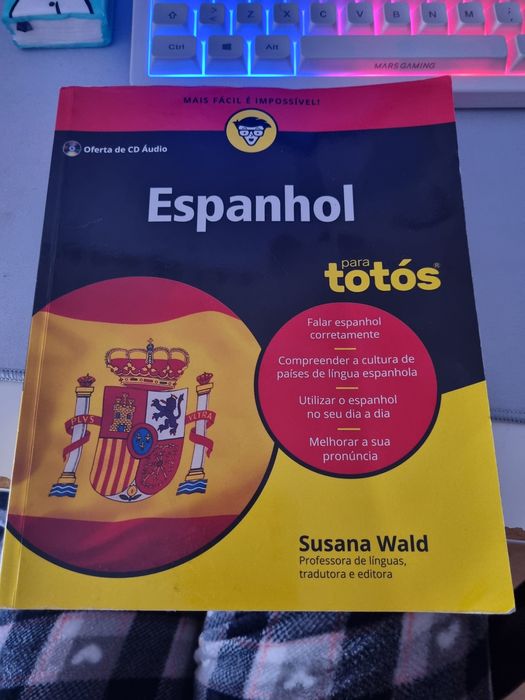 Z X C V B N M
Ctrl Alt
MARS GAMING
MAIS FÁCIL É IMPOSSÍVEL!
Oferta de CD Áudio
Espanhol
para
totós®
Falar espanhol
corretamente
Compreender a cultura de
países de língua espanhola
Utilizar o espanhol
no seu dia a dia
Melhorar a sua
pronúncia
PLVS VLTRA
Susana Wald
Professora de línguas,
tradutora e editora